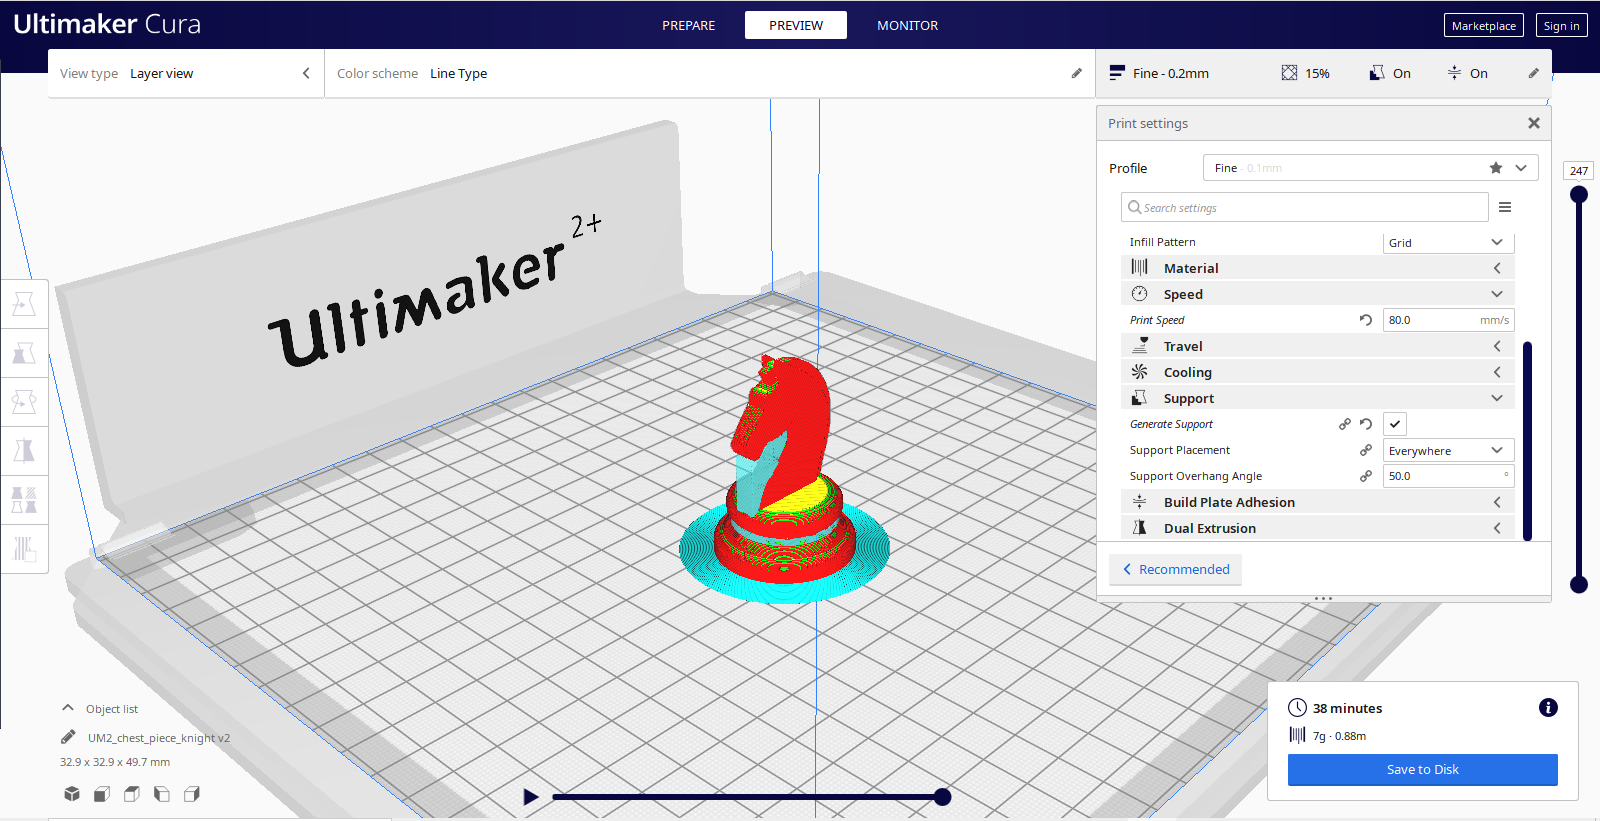 Ultimaker Cura
PREPARE
PREVIEW
MONITOR
Marketplace
Sign in
View type Layer view
Color scheme Line Type
Fine - 0.2mm
15%
On
On
Print settings
Profile
Fine - 0.1mm
Search settings
Infill Pattern Grid
Material
Speed
Print Speed 80.0 mm/s
Travel
Cooling
Support
Generate Support
Support Placement Everywhere
Support Overhang Angle 50.0 °
Build Plate Adhesion
Dual Extrusion
Recommended
247
Ultimaker 2+
Object list
UM2_chest_piece_knight v2
32.9 x 32.9 x 49.7 mm
38 minutes
7g · 0.88m
Save to Disk